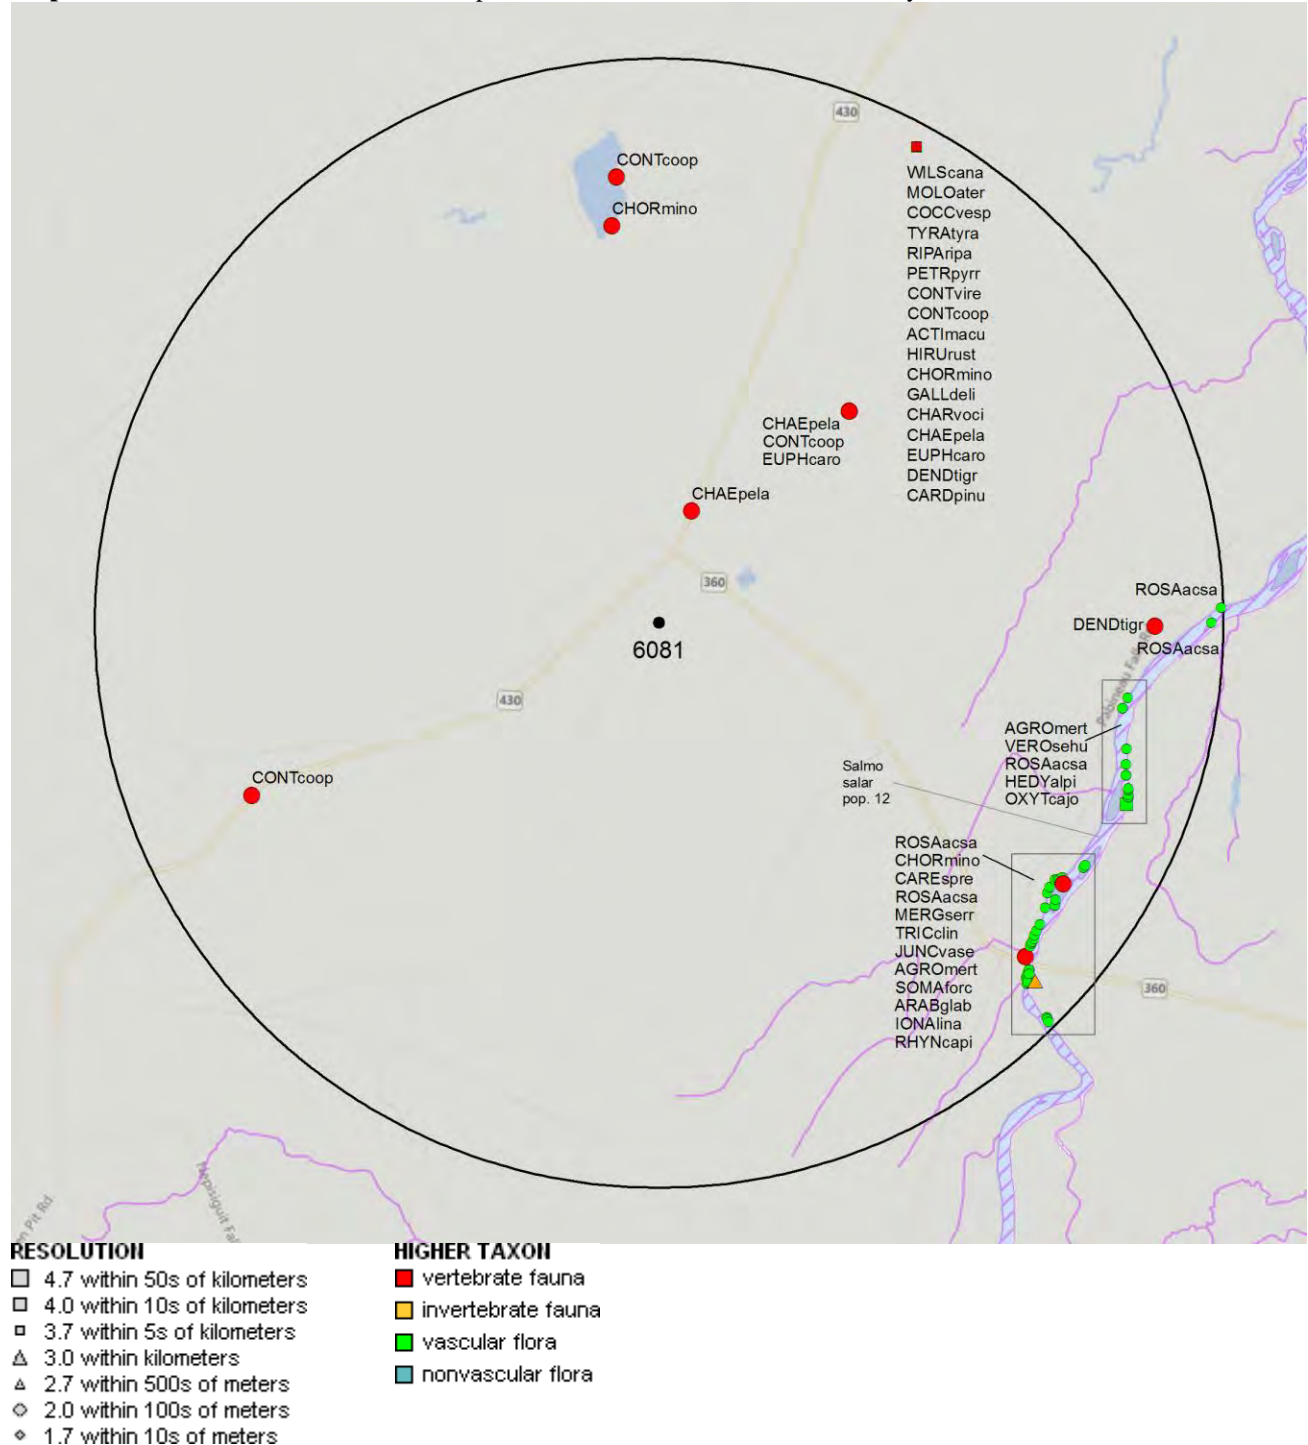 430
CONTcoop
CHORmino
WILScana
MOLOater
COCCvesp
TYRAtyra
RIPAripa
PETRpyrr
CONTvire
CONTcoop
ACTImacu
HIRUrust
CHORmino
GALLdeli
CHARvoci
CHAEpela
EUPHcaro
DENDtigr
CARDpinu
CHAEpela
CONTcoop
EUPHcaro
CHAEpela
360
6081
ROSAacsa
DENDtigr
ROSAacsa
430
AGROmert
VEROsehu
ROSAacsa
HEDYalpi
OXYTcajo
CONTcoop
Salmo
salar
pop. 12
ROSAacsa
CHORmino
CAREspre
ROSAacsa
MERGserr
TRICclin
JUNCvase
AGROmert
SOMAforc
ARABglab
IONAlina
RHYNcapi
360
Nepisiguit Fal
en Pit Rd
RESOLUTION
4.7 within 50s of kilometers
4.0 within 10s of kilometers
3.7 within 5s of kilometers
3.0 within kilometers
2.7 within 500s of meters
2.0 within 100s of meters
1.7 within 10s of meters
HIGHER TAXON
vertebrate fauna
invertebrate fauna
vascular flora
nonvascular flora